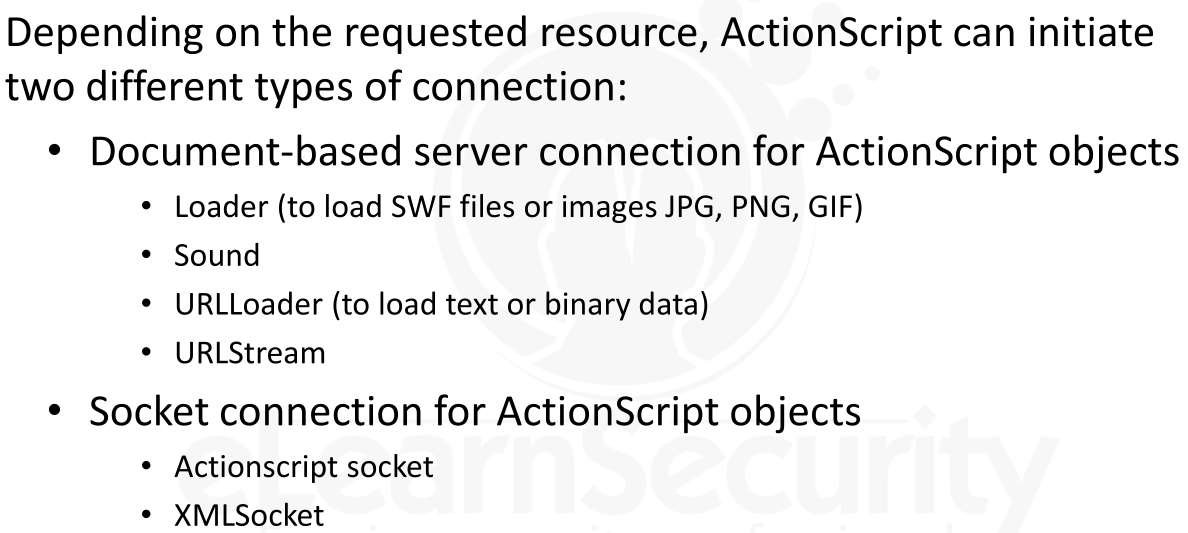 Depending on the requested resource, ActionScript can initiate
two different types of connection:
• Document-based server connection for ActionScript objects
• Loader (to load SWF files or images JPG, PNG, GIF)
• Sound
• URLLoader (to load text or binary data)
• URLStream
• Socket connection for ActionScript objects
• Actionscript socket
• XMLSocket
eLearnSecurity